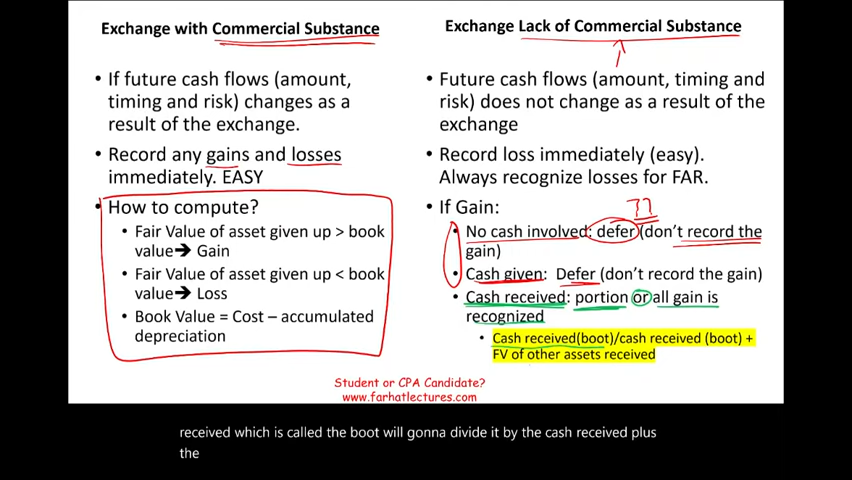 Exchange with Commercial Substance
• If future cash flows (amount,
timing and risk) changes as a
result of the exchange.
• Record any gains and losses
immediately. EASY
• How to compute?
• Fair Value of asset given up > book
value➔ Gain
• Fair Value of asset given up < book
value➔ Loss
• Book Value = Cost – accumulated
depreciation
Exchange Lack of Commercial Substance
• Future cash flows (amount, timing and
risk) does not change as a result of the
exchange
• Record loss immediately (easy).
Always recognize losses for FAR.
• If Gain:
??
• No cash involved: defer (don't record the
gain)
• Cash given: Defer (don't record the gain)
• Cash received: portion or all gain is
recognized
• Cash received(boot)/cash received (boot) +
FV of other assets received
Student or CPA Candidate?
www.farhatlectures.com
received which is called the boot will gonna divide it by the cash received plus
the